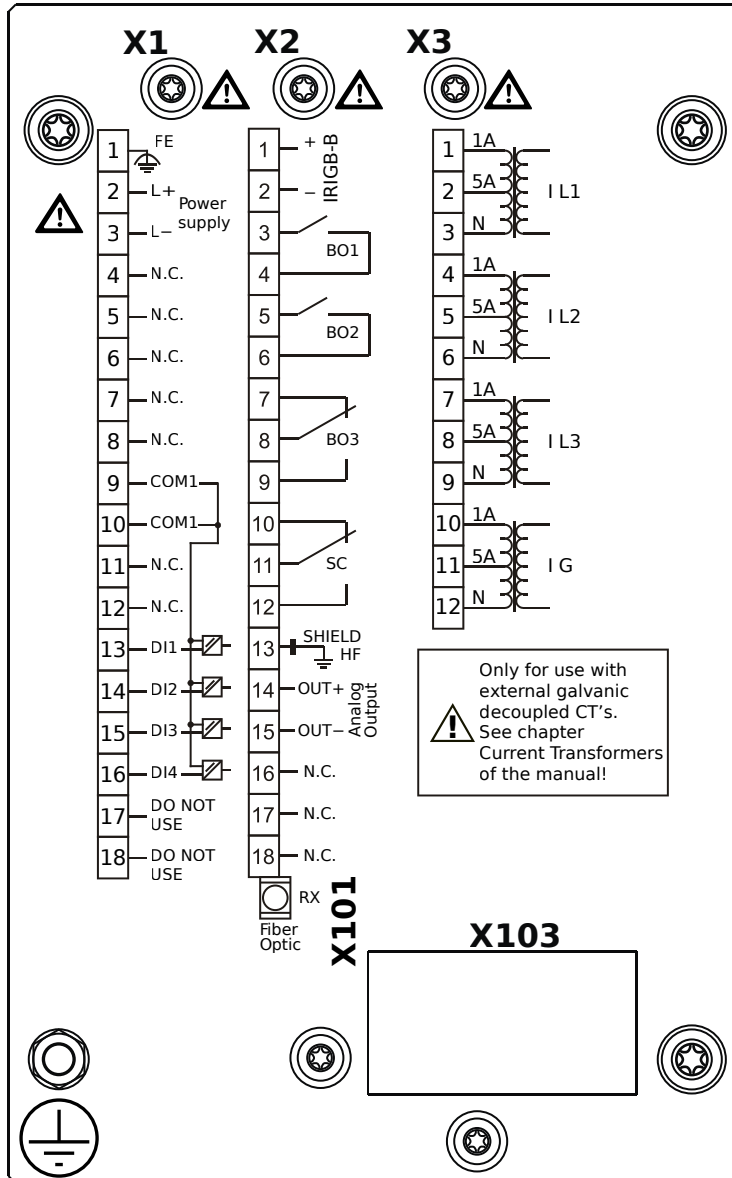 X1
X2
X3
1
FE
2
L+
3
L−
Power
supply
4
N.C.
5
N.C.
6
N.C.
7
N.C.
8
N.C.
9
COM1
10
COM1
11
N.C.
12
N.C.
13
DI1
14
DI2
15
DI3
16
DI4
17
DO NOT
USE
18
DO NOT
USE
1
+
2
−
IRIGB-B
3
4
BO1
5
6
BO2
7
8
BO3
9
10
11
SC
12
13
SHIELD
HF
14
OUT+
15
OUT−
Analog
Output
16
N.C.
17
N.C.
18
N.C.
RX
Fiber
Optic
X101
1
1A
2
5A
I L1
3
N
4
1A
5
5A
I L2
6
N
7
1A
8
5A
I L3
9
N
10
1A
11
5A
I G
12
N
!
Only for use with
external galvanic
decoupled CT's.
See chapter
Current Transformers
of the manual!
X103